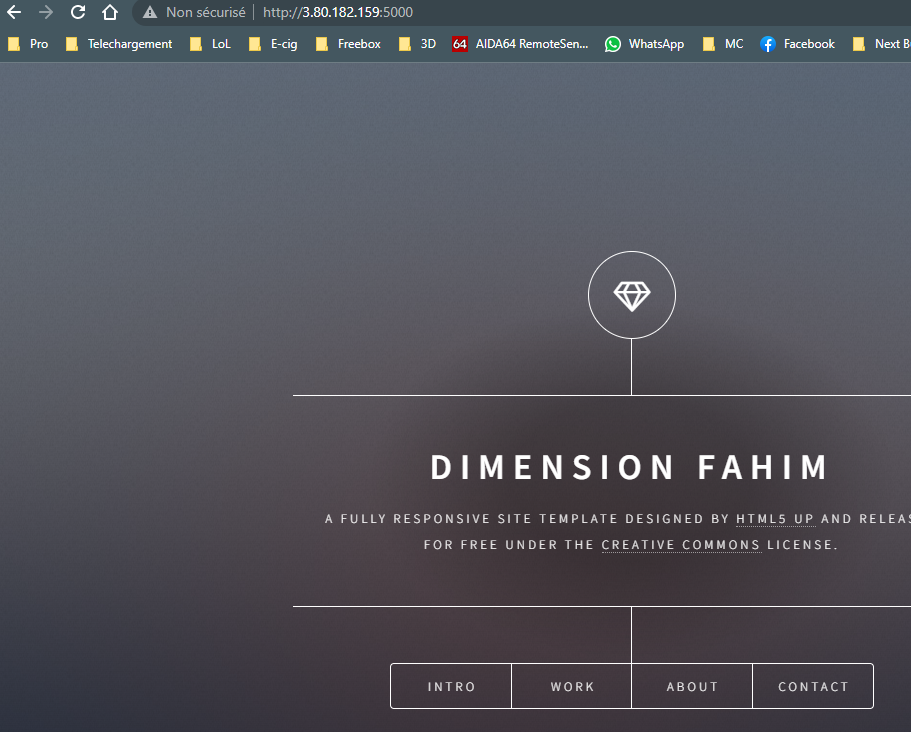 Non sécurisé http://3.80.182.159:5000
Pro Telechargement LoL E-cig Freebox 3D 64 AIDA64 RemoteSen... WhatsApp MC Facebook Next B
DIMENSION FAHIM
A FULLY RESPONSIVE SITE TEMPLATE DESIGNED BY HTML5 UP AND RELEAS
FOR FREE UNDER THE CREATIVE COMMONS LICENSE.
INTRO WORK ABOUT CONTACT